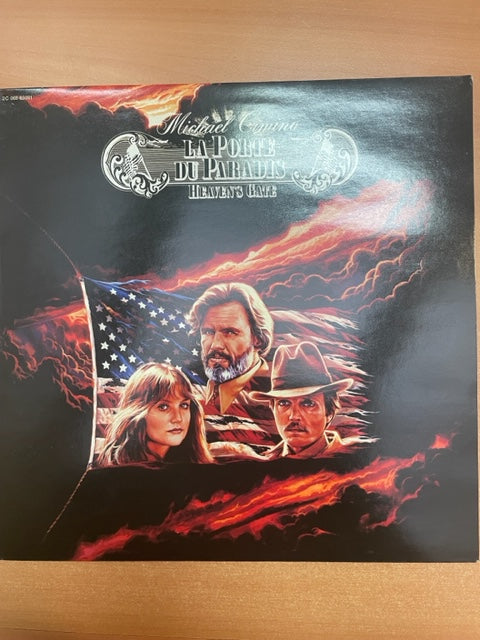 Michael Cimino
LA PORTE
DU PARADIS
HEAVEN'S GATE